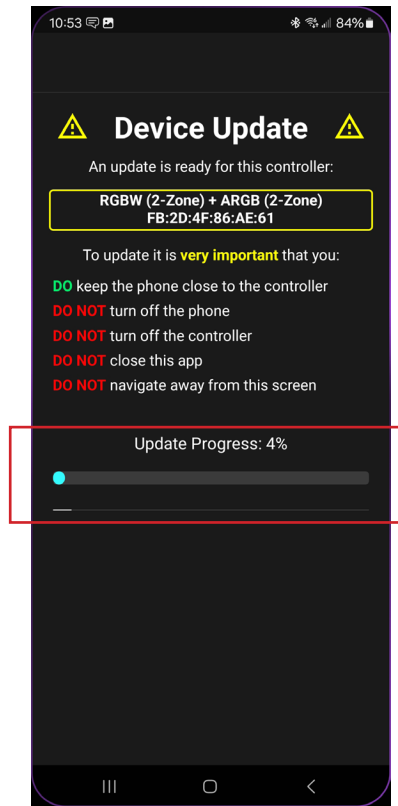 10:53 84%
Device Update
An update is ready for this controller:
RGBW (2-Zone) + ARGB (2-Zone)
FB:2D:4F:86:AE:61
To update it is very important that you:
DO keep the phone close to the controller
DO NOT turn off the phone
DO NOT turn off the controller
DO NOT close this app
DO NOT navigate away from this screen
Update Progress: 4%